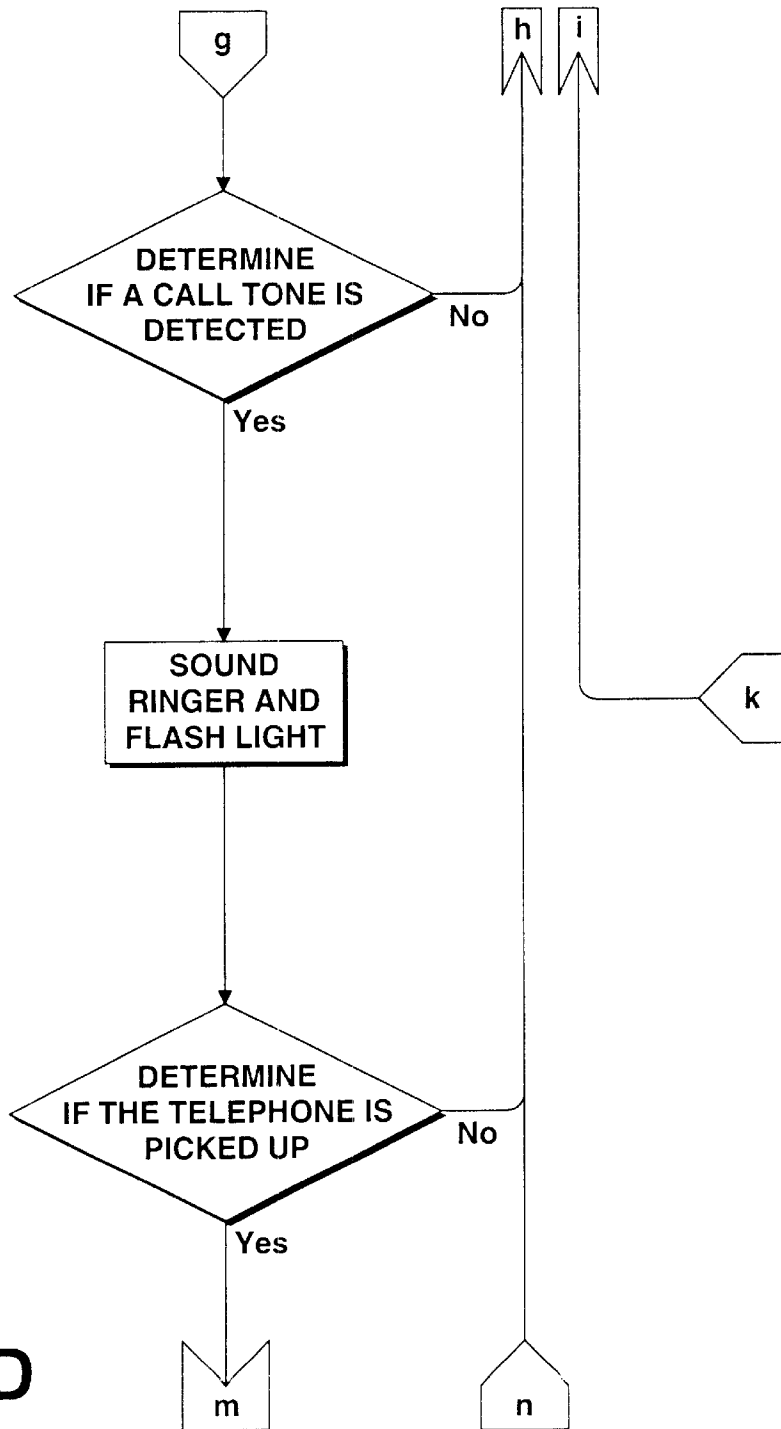 g
h
i
DETERMINE
IF A CALL TONE IS
DETECTED
No
Yes
SOUND
RINGER AND
FLASH LIGHT
k
DETERMINE
IF THE TELEPHONE IS
PICKED UP
No
Yes
m
n